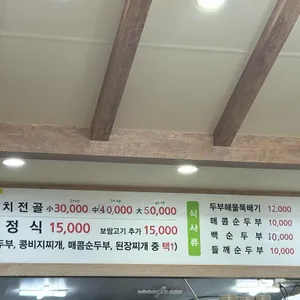 치전골 小30,000 中40,000 大50,000
정식 15,000 보쌈고기 추가 15,000
두부, 콩비지찌개, 매콤순두부, 된장찌개 중 택1)
식사류
두부해물뚝배기 12,000
매콤순두부 10,000
백순두부 10,000
들깨순두부 10,000